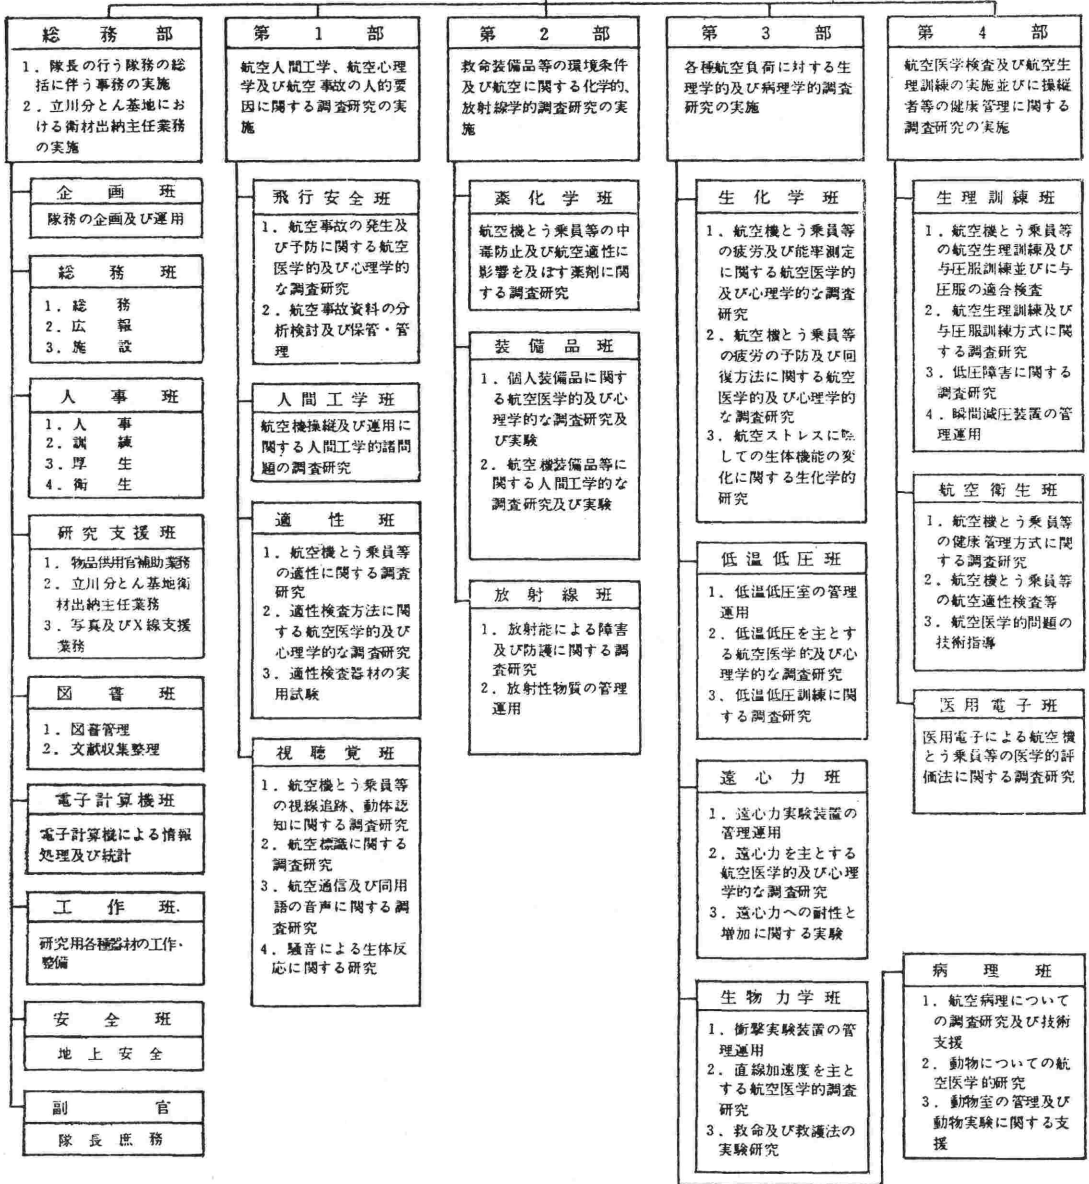 総務部
1．隊長の行う隊務の総
括に伴う事務の実施
2．立川分とん基地にお
ける衛材出納主任業務
の実施
企画班
隊務の企画及び運用
総務班
1．総務
2．広報
3．施設
人事班
1．人事
2．訓練
3．厚生
4．衛生
研究支援班
1．物品供用官補助業務
2．立川分とん基地衛
材出納主任業務
3．写真及びX線支援
業務
図書班
1．図書管理
2．文献収集整理
電子計算機班
電子計算機による情報
処理及び統計
工作班
研究用各種器材の工作・
整備
安全班
地上安全
副官
隊長庶務
第1部
航空人間工学、航空心理
学及び航空事故の人的要
因に関する調査研究の実
施
飛行安全班
1．航空事故の発生及
び予防に関する航空
医学的及び心理学的
な調査研究
2．航空事故資料の分
析検討及び保管・管
理
人間工学班
航空機操縦及び運用に
関する人間工学的諸問
題の調査研究
適性班
1．航空機とう乗員等
の適性に関する調査
研究
2．適性検査方法に関
する航空医学的及び
心理学的な調査研究
3．適性検査器材の実
用試験
視聴覚班
1．航空機とう乗員等
の視線追跡、動体認
知に関する調査研究
2．航空標識に関する
調査研究
3．航空通信及び同用
語の音声に関する調
査研究
4．騒音による生体反
応に関する研究
第2部
救命装備品等の環境条件
及び航空に関する化学的、
放射線学的調査研究の実
施
薬化学班
航空機とう乗員等の中
毒防止及び航空適性に
影響を及ぼす薬剤に関
する調査研究
装備品班
1．個人装備品に関す
る航空医学的及び心
理学的な調査研究及
び実験
2．航空機装備品等に
関する人間工学的な
調査研究及び実験
放射線班
1．放射能による障害
及び防護に関する調
査研究
2．放射性物質の管理
運用
第3部
各種航空負荷に対する生
理学的及び病理学的調査
研究の実施
生化学班
1．航空機とう乗員等
の疲労及び能率測定
に関する航空医学的
及び心理学的な調査
研究
2．航空機とう乗員等
の疲労の予防及び回
復方法に関する航空
医学的及び心理学的
な調査研究
3．航空ストレスに際
しての生体機能の変
化に関する生化学的
研究
低温低圧班
1．低温低圧室の管理
運用
2．低温低圧を主とす
る航空医学的及び心
理学的な調査研究
3．低温低圧訓練に関
する調査研究
遠心力班
1．遠心力実験装置の
管理運用
2．遠心力を主とする
航空医学的及び心理
学的な調査研究
3．遠心力への耐性と
増加に関する実験
生物力学班
1．衝撃実験装置の管
理運用
2．直線加速度を主と
する航空医学的調査
研究
3．救命及び救護法の
実験研究
第4部
航空医学検査及び航空生
理訓練の実施並びに操縦
者等の健康管理に関する
調査研究の実施
生理訓練班
1．航空機とう乗員等
の航空生理訓練及び
与圧服訓練並びに与
圧服の適合検査
2．航空生理訓練及び
与圧服訓練方式に関
する調査研究
3．低圧障害に関する
調査研究
4．瞬間減圧装置の管
理運用
航空衛生班
1．航空機とう乗員等
の健康管理方式に関
する調査研究
2．航空機とう乗員等
の航空適性検査等
3．航空医学的問題の
技術指導
医用電子班
医用電子による航空機
とう乗員等の医学的評
価法に関する調査研究
病理班
1．航空病理について
の調査研究及び技術
支援
2．動物についての航
空医学的研究
3．動物室の管理及び
動物実験に関する支
援